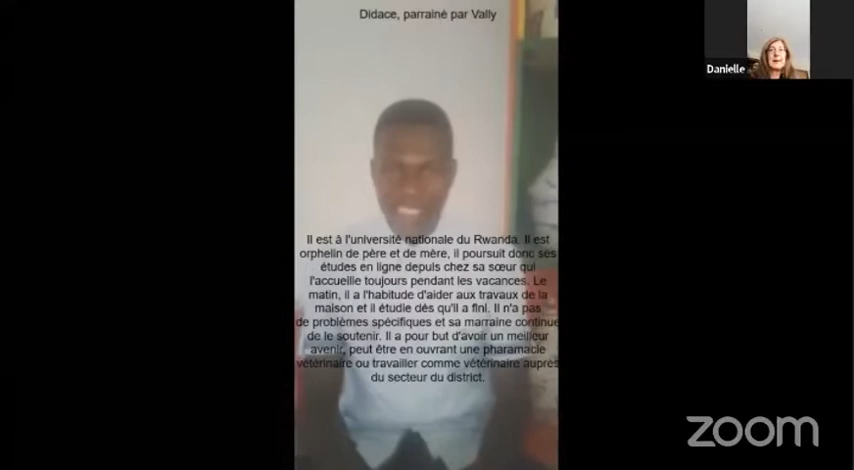 Didace, parrainé par Vally
Danielle
Il est à l'université nationale du Rwanda. Il est
orphelin de père et de mère, il poursuit donc ses
études en ligne depuis chez sa sœur qui
l'accueille toujours pendant les vacances. Le
matin, il a l'habitude d'aider aux travaux de la
maison et il étudie dès qu'il a fini. Il n'a pas
de problèmes spécifiques et sa marraine continue
de le soutenir. Il a pour but d'avoir un meilleur
avenir, peut être en ouvrant une pharamacie
vétérinaire ou travailler comme vétérinaire auprès
du secteur du district.
zoom